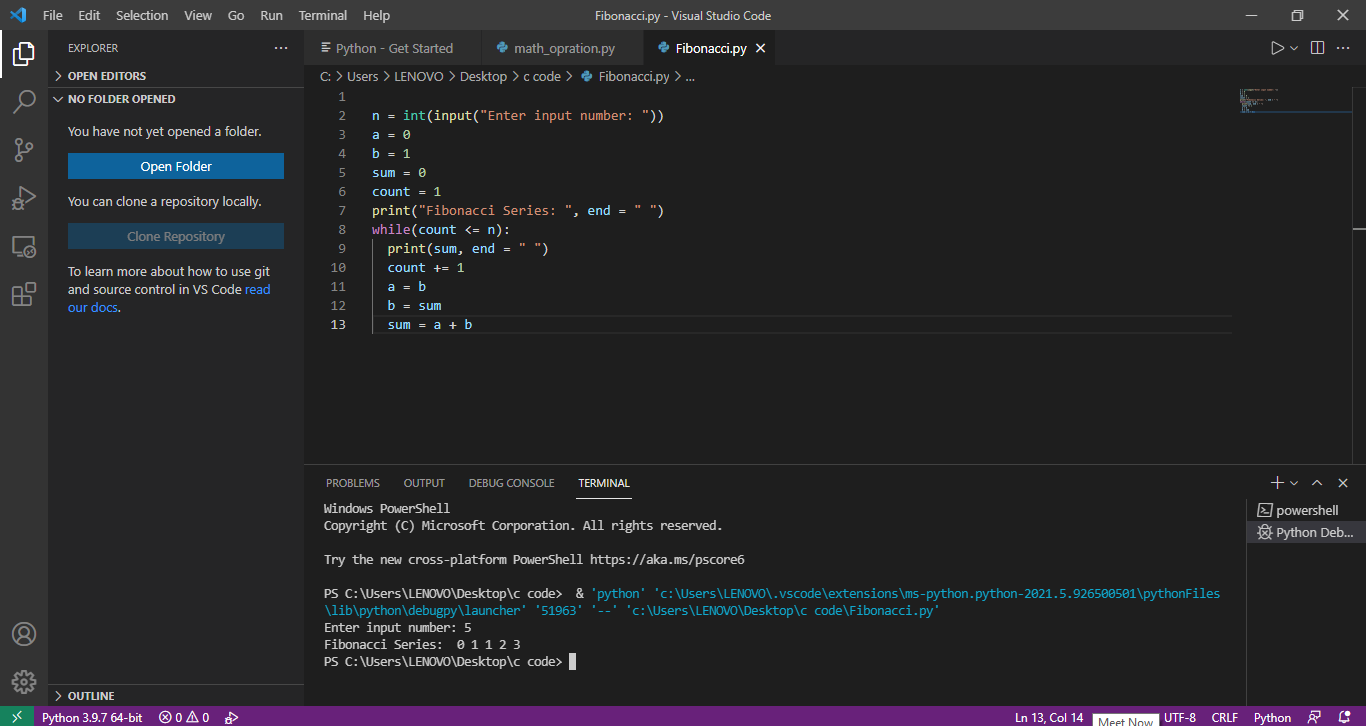 File Edit Selection View Go Run Terminal Help Fibonacci.py - Visual Studio Code
EXPLORER
OPEN EDITORS
NO FOLDER OPENED
You have not yet opened a folder.
Open Folder
You can clone a repository locally.
Clone Repository
To learn more about how to use git
and source control in VS Code read
our docs.
OUTLINE
Python - Get Started math_opration.py Fibonacci.py
C: > Users > LENOVO > Desktop > c code > Fibonacci.py > ...
1
2 n = int(input("Enter input number: "))
3 a = 0
4 b = 1
5 sum = 0
6 count = 1
7 print("Fibonacci Series: ", end = " ")
8 while(count <= n):
9   print(sum, end = " ")
10   count += 1
11   a = b
12   b = sum
13   sum = a + b
PROBLEMS OUTPUT DEBUG CONSOLE TERMINAL
Windows PowerShell
Copyright (C) Microsoft Corporation. All rights reserved.
Try the new cross-platform PowerShell https://aka.ms/pscore6
PS C:\Users\LENOVO\Desktop\c code>  & 'python' 'c:\Users\LENOVO\.vscode\extensions\ms-python.python-2021.5.926500501\pythonFiles
\lib\python\debugpy\launcher' '51963' '--' 'c:\Users\LENOVO\Desktop\c code\Fibonacci.py'
Enter input number: 5
Fibonacci Series:  0 1 1 2 3
PS C:\Users\LENOVO\Desktop\c code>
powershell
Python Deb...
Python 3.9.7 64-bit 0 0 Ln 13, Col 14 Meet Now UTF-8 CRLF Python